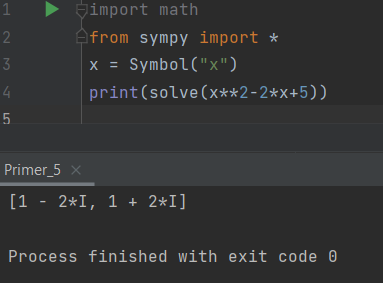 1 import math
2 from sympy import *
3 x = Symbol("x")
4 print(solve(x**2-2*x+5))
5
Primer_5 ×
[1 - 2*I, 1 + 2*I]
Process finished with exit code 0